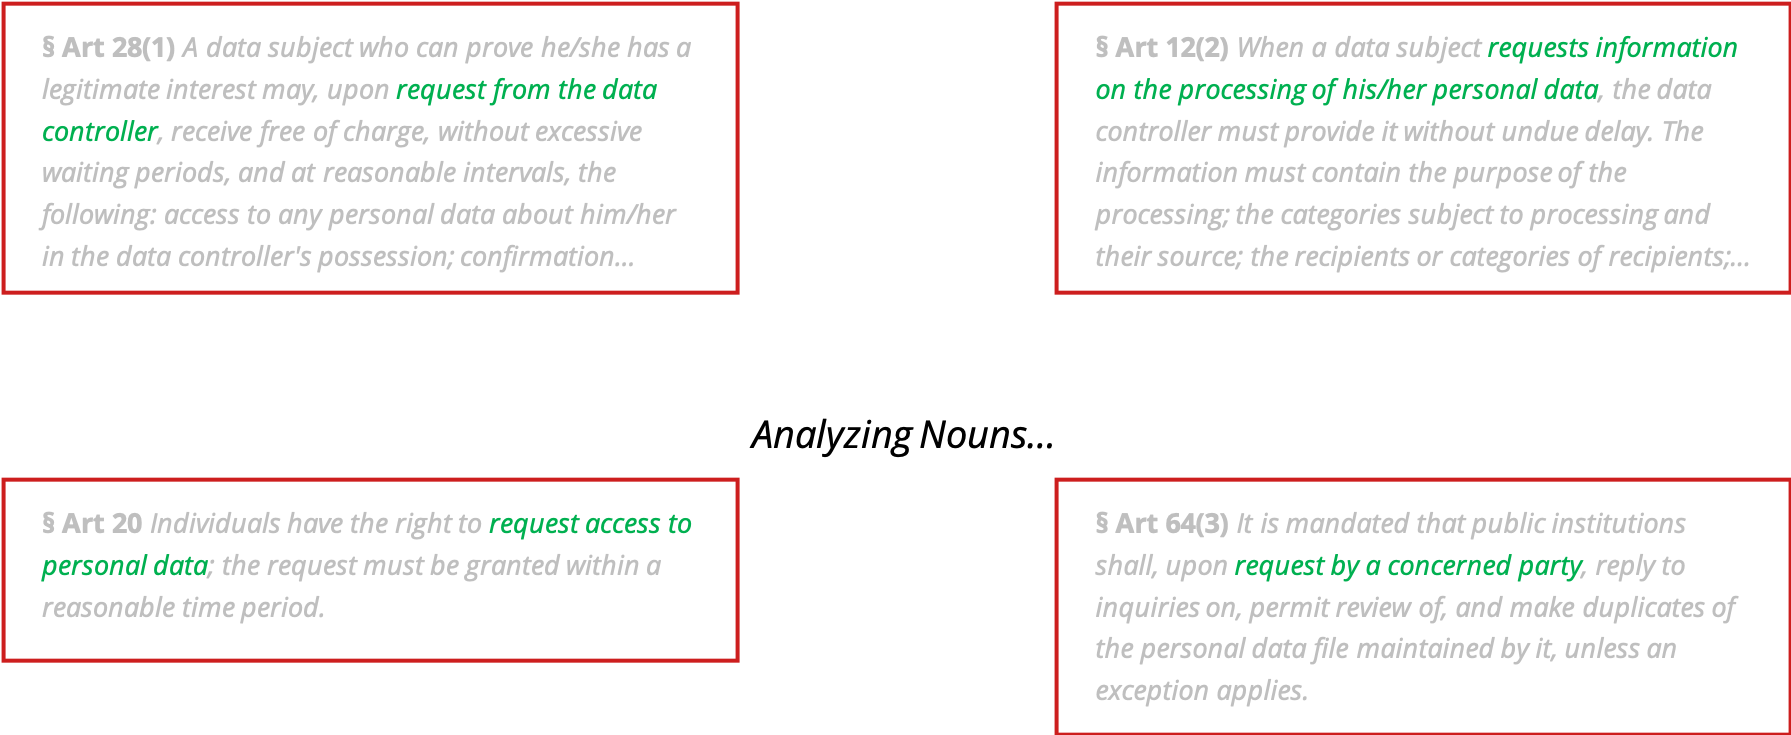 § Art 28(1) A data subject who can prove he/she has a
legitimate interest may, upon request from the data
controller, receive free of charge, without excessive
waiting periods, and at reasonable intervals, the
following: access to any personal data about him/her
in the data controller's possession; confirmation...
§ Art 12(2) When a data subject requests information
on the processing of his/her personal data, the data
controller must provide it without undue delay. The
information must contain the purpose of the
processing; the categories subject to processing and
their source; the recipients or categories of recipients;...
Analyzing Nouns...
§ Art 20 Individuals have the right to request access to
personal data; the request must be granted within a
reasonable time period.
§ Art 64(3) It is mandated that public institutions
shall, upon request by a concerned party, reply to
inquiries on, permit review of, and make duplicates of
the personal data file maintained by it, unless an
exception applies.